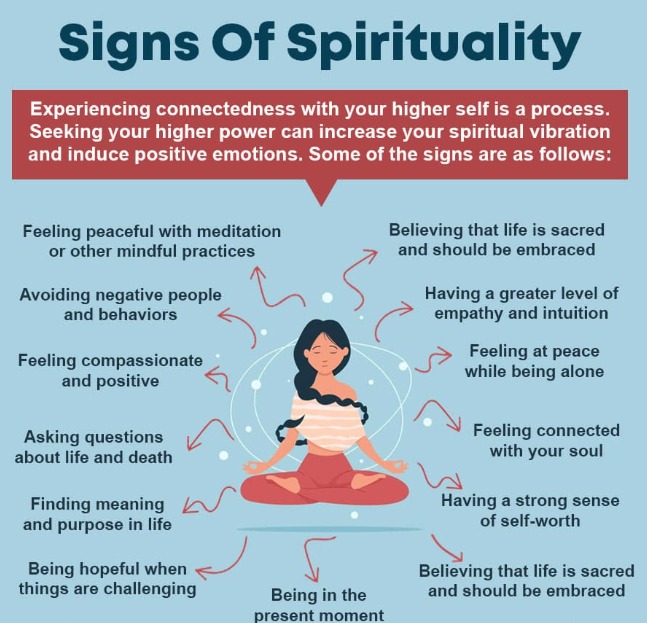 Signs Of Spirituality
Experiencing connectedness with your higher self is a process.
Seeking your higher power can increase your spiritual vibration
and induce positive emotions. Some of the signs are as follows:
Feeling peaceful with meditation
or other mindful practices
Believing that life is sacred
and should be embraced
Avoiding negative people
and behaviors
Having a greater level of
empathy and intuition
Feeling compassionate
and positive
Feeling at peace
while being alone
Asking questions
about life and death
Feeling connected
with your soul
Finding meaning
and purpose in life
Having a strong sense
of self-worth
Being hopeful when
things are challenging
Being in the
present moment
Believing that life is sacred
and should be embraced